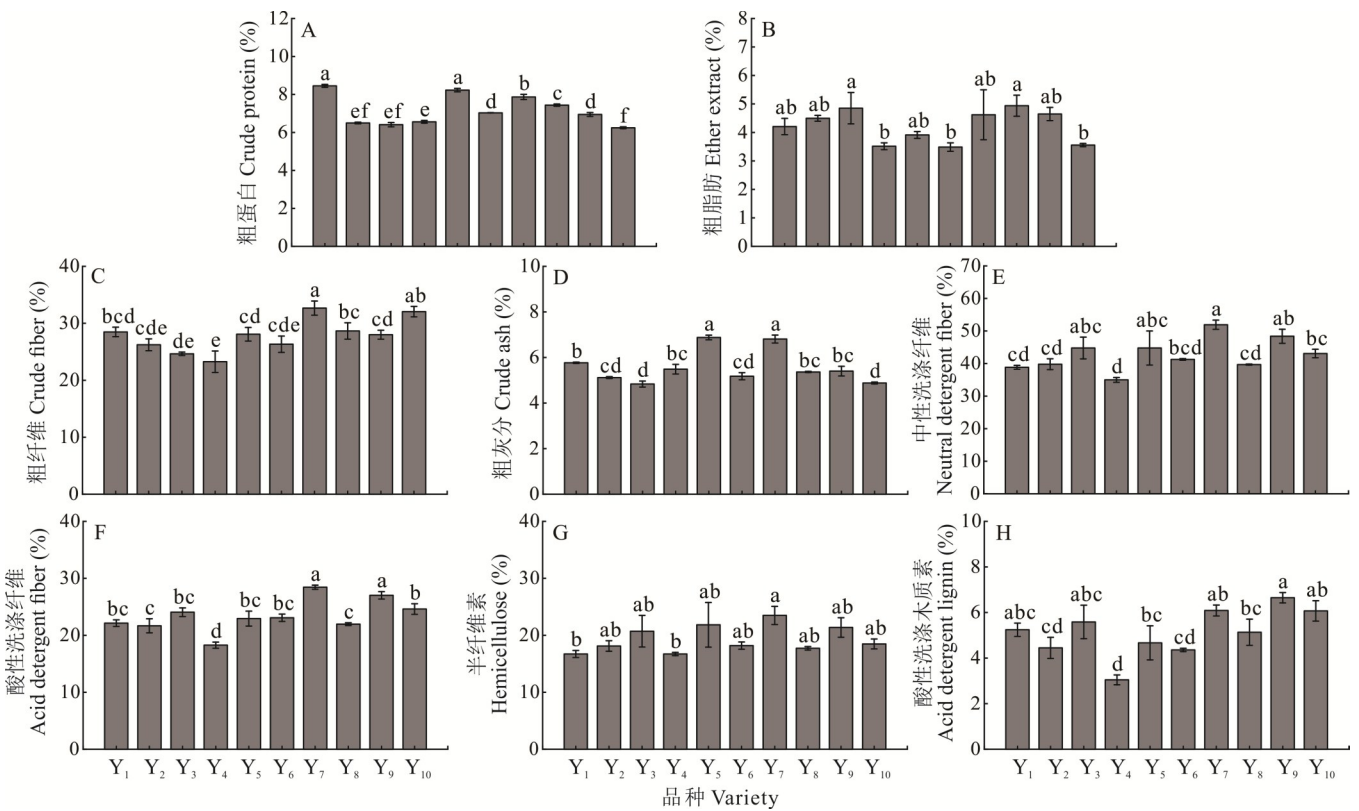 A
粗蛋白 Crude protein (%)
12
10
8
6
4
2
0
a
ef
ef
e
a
d
b
c
d
f
B
粗脂肪 Ether extract (%)
8
7
6
5
4
3
2
1
0
ab
ab
a
b
ab
b
ab
a
ab
b
C
粗纤维 Crude fiber (%)
40
30
20
10
0
bcd
cde
de
e
cd
cde
a
bc
cd
ab
D
粗灰分 Crude ash (%)
10
8
6
4
2
0
b
cd
d
bc
a
cd
a
bc
bc
d
E
中性洗涤纤维
Neutral detergent fiber (%)
70
60
50
40
30
20
10
0
cd
cd
abc
d
abc
bcd
a
cd
ab
bc
F
酸性洗涤纤维
Acid detergent fiber (%)
40
30
20
10
0
bc
c
bc
d
bc
bc
a
c
a
b
Y1 Y2 Y3 Y4 Y5 Y6 Y7 Y8 Y9 Y10
G
半纤维素
Hemicellulose (%)
40
30
20
10
0
b
ab
ab
b
ab
ab
a
ab
ab
ab
Y1 Y2 Y3 Y4 Y5 Y6 Y7 Y8 Y9 Y10
H
酸性洗涤木质素
Acid detergent lignin (%)
10
8
6
4
2
0
abc
cd
abc
d
bc
cd
ab
bc
a
ab
Y1 Y2 Y3 Y4 Y5 Y6 Y7 Y8 Y9 Y10
品种 Variety